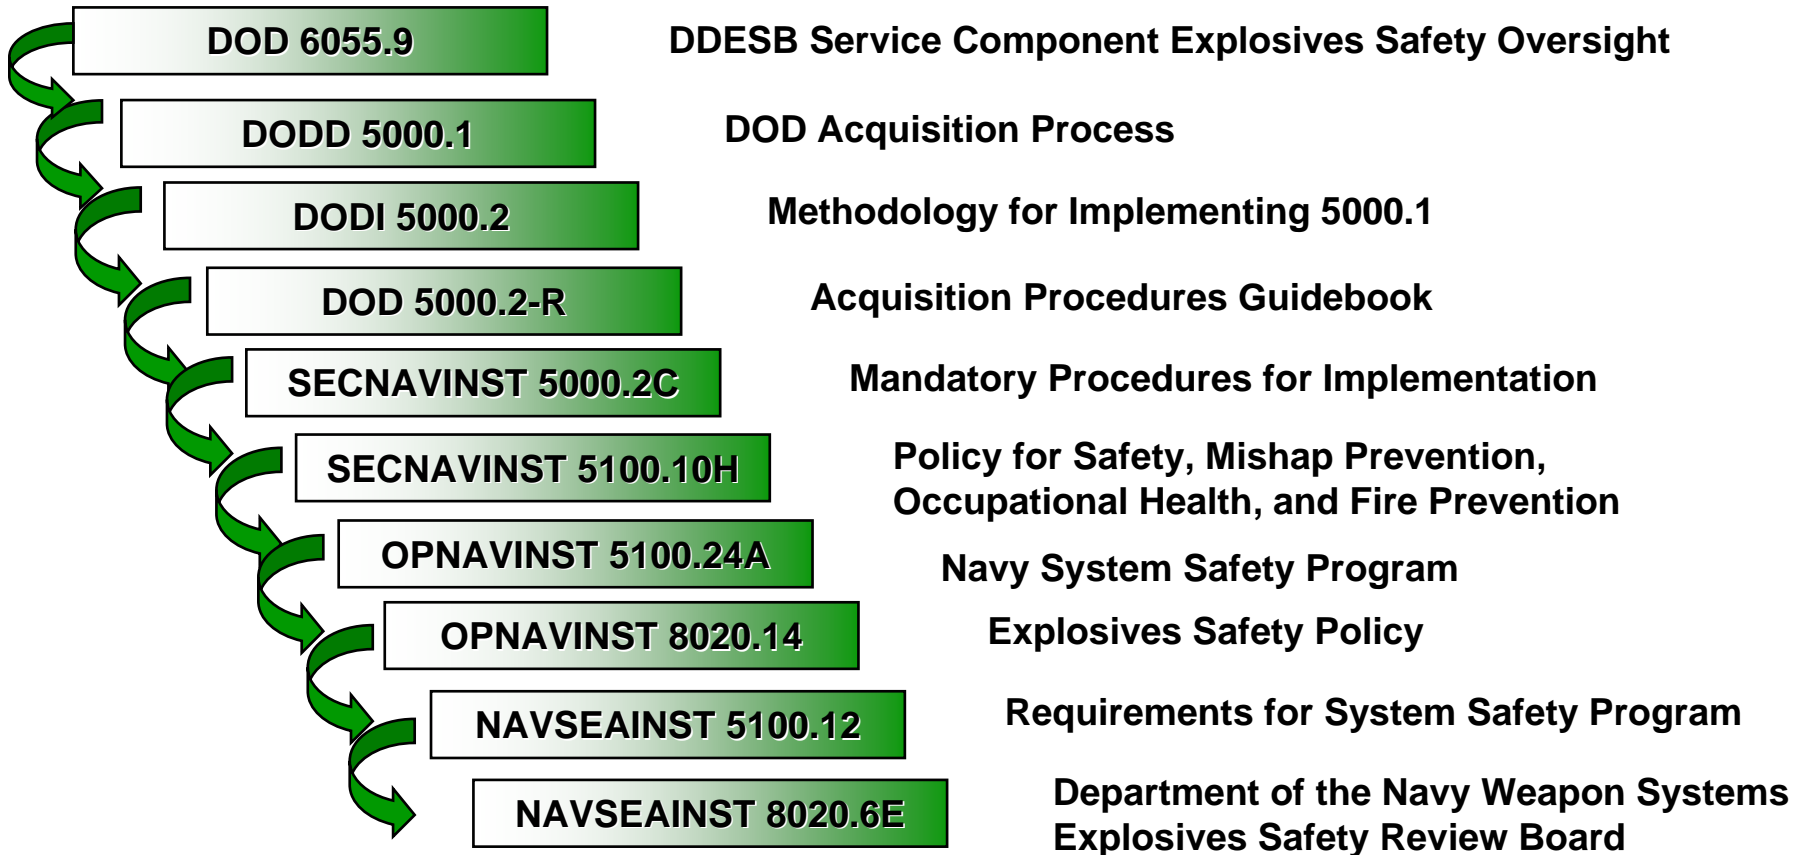 DOD 6055.9
DDESB Service Component Explosives Safety Oversight
DODD 5000.1
DOD Acquisition Process
DODI 5000.2
Methodology for Implementing 5000.1
DOD 5000.2-R
Acquisition Procedures Guidebook
SECNAVINST 5000.2C
Mandatory Procedures for Implementation
SECNAVINST 5100.10H
Policy for Safety, Mishap Prevention,
Occupational Health, and Fire Prevention
OPNAVINST 5100.24A
Navy System Safety Program
OPNAVINST 8020.14
Explosives Safety Policy
NAVSEAINST 5100.12
Requirements for System Safety Program
NAVSEAINST 8020.6E
Department of the Navy Weapon Systems
Explosives Safety Review Board